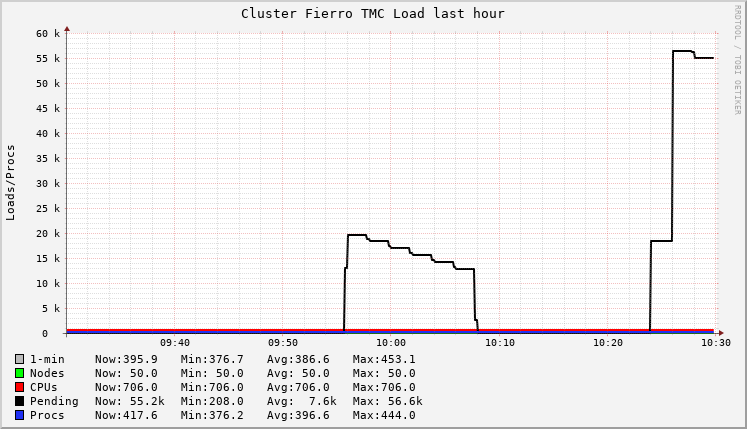 Cluster Fierro TMC Load last hour
RRDTOOL / TOBI OETIKER
Loads/Procs
60 k
55 k
50 k
45 k
40 k
35 k
30 k
25 k
20 k
15 k
10 k
5 k
0
09:40 09:50 10:00 10:10 10:20 10:30
1-min Now:395.9 Min:376.7 Avg:386.6 Max:453.1
Nodes Now: 50.0 Min: 50.0 Avg: 50.0 Max: 50.0
CPUs Now:706.0 Min:706.0 Avg:706.0 Max:706.0
Pending Now: 55.2k Min:208.0 Avg: 7.6k Max: 56.6k
Procs Now:417.6 Min:376.2 Avg:396.6 Max:444.0